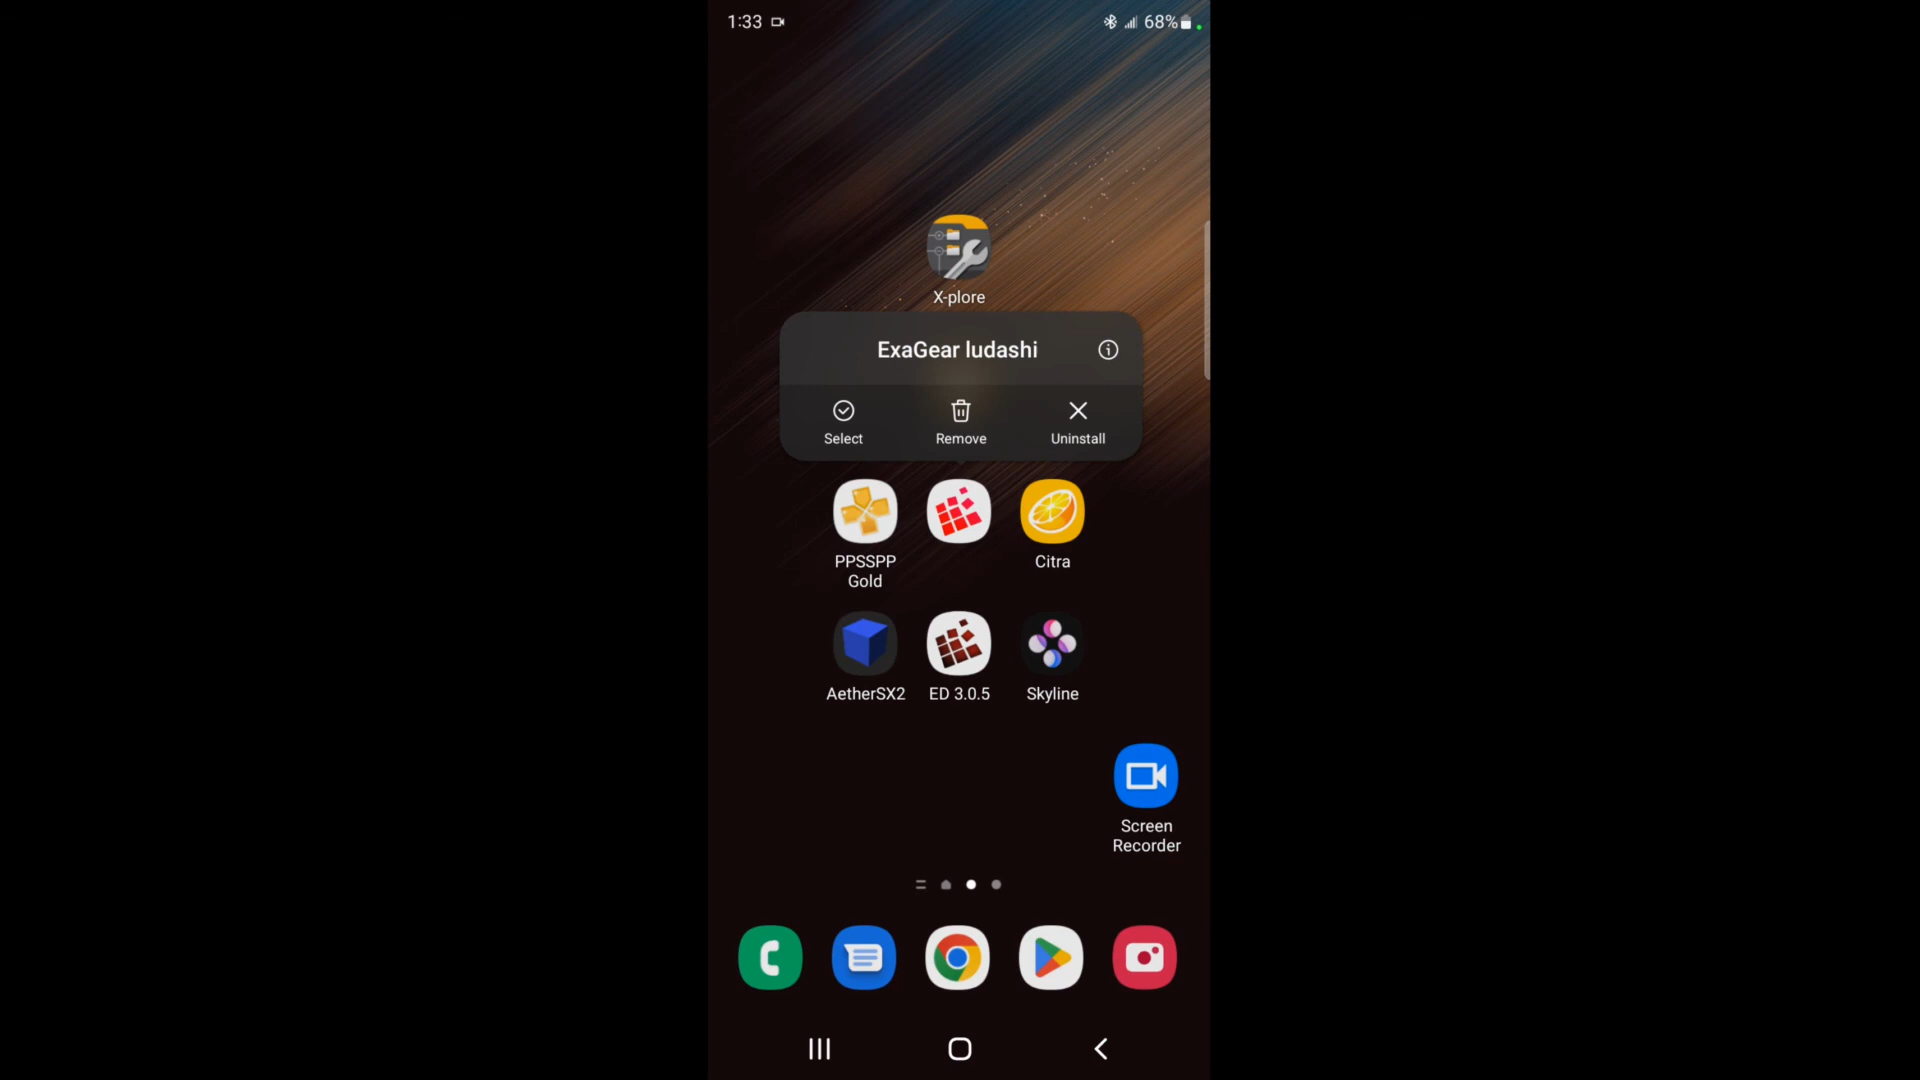 1:33
68%
X-plore
ExaGear ludashi
Select
Remove
Uninstall
PPSSPP
Gold
Citra
AetherSX2
ED 3.0.5
Skyline
Screen
Recorder